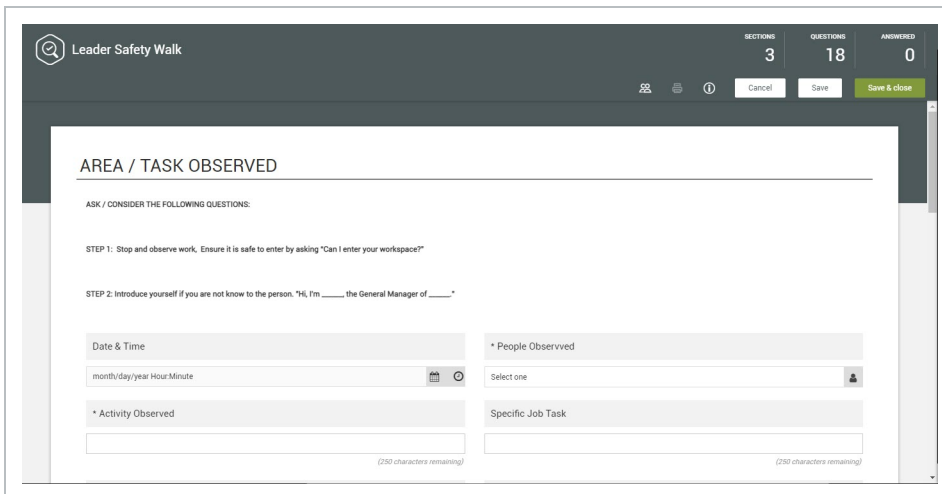 Leader Safety Walk
SECTIONS
3
QUESTIONS
18
ANSWERED
0
Cancel
Save
Save & close
AREA / TASK OBSERVED
ASK / CONSIDER THE FOLLOWING QUESTIONS:
STEP 1:  Stop and observe work,  Ensure it is safe to enter by asking "Can I enter your workspace?"
STEP 2: Introduce yourself if you are not know to the person. "Hi, I'm _____, the General Manager of _____."
Date & Time
* People Observved
month/day/year Hour:Minute
Select one
* Activity Observed
Specific Job Task
(250 characters remaining)
(250 characters remaining)